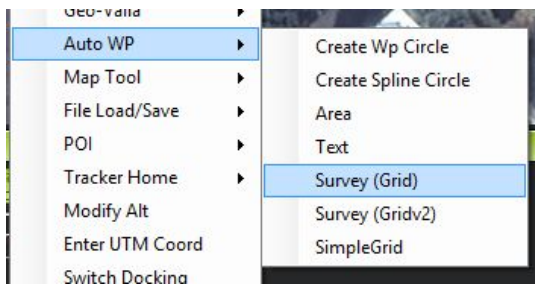 Auto WP
Map Tool
File Load/Save
POI
Tracker Home
Modify Alt
Enter UTM Coord
Switch Docking
Create Wp Circle
Create Spline Circle
Area
Text
Survey (Grid)
Survey (Gridv2)
SimpleGrid